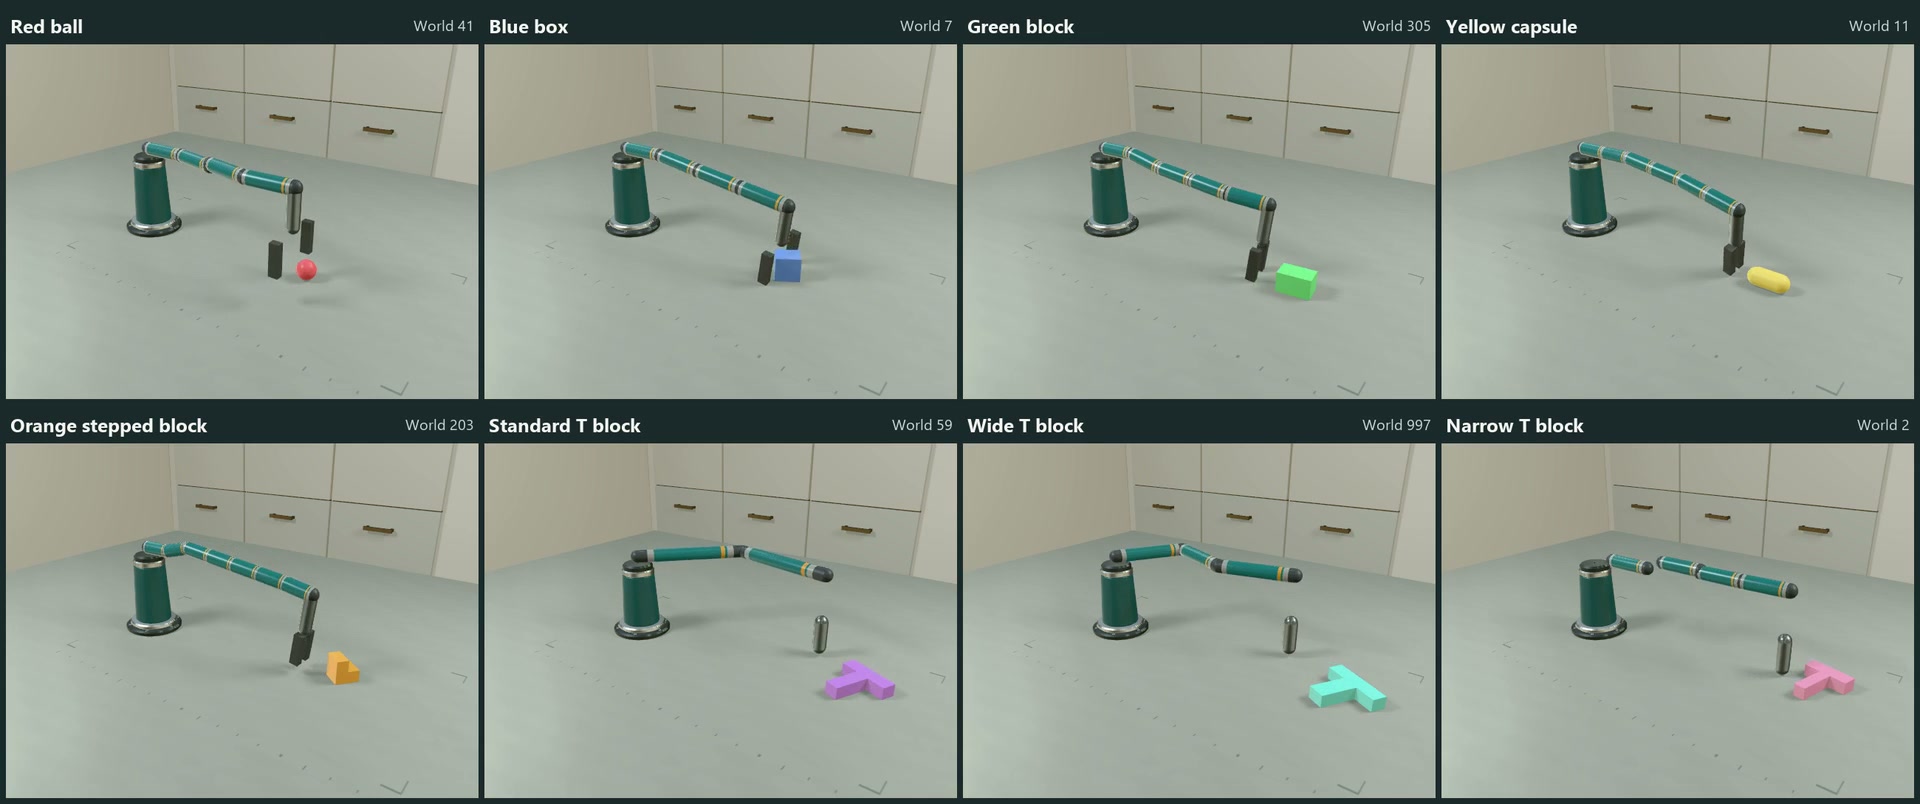 Red ball World 41
Blue box World 7
Green block World 305
Yellow capsule World 11
Orange stepped block World 203
Standard T block World 59
Wide T block World 997
Narrow T block World 2